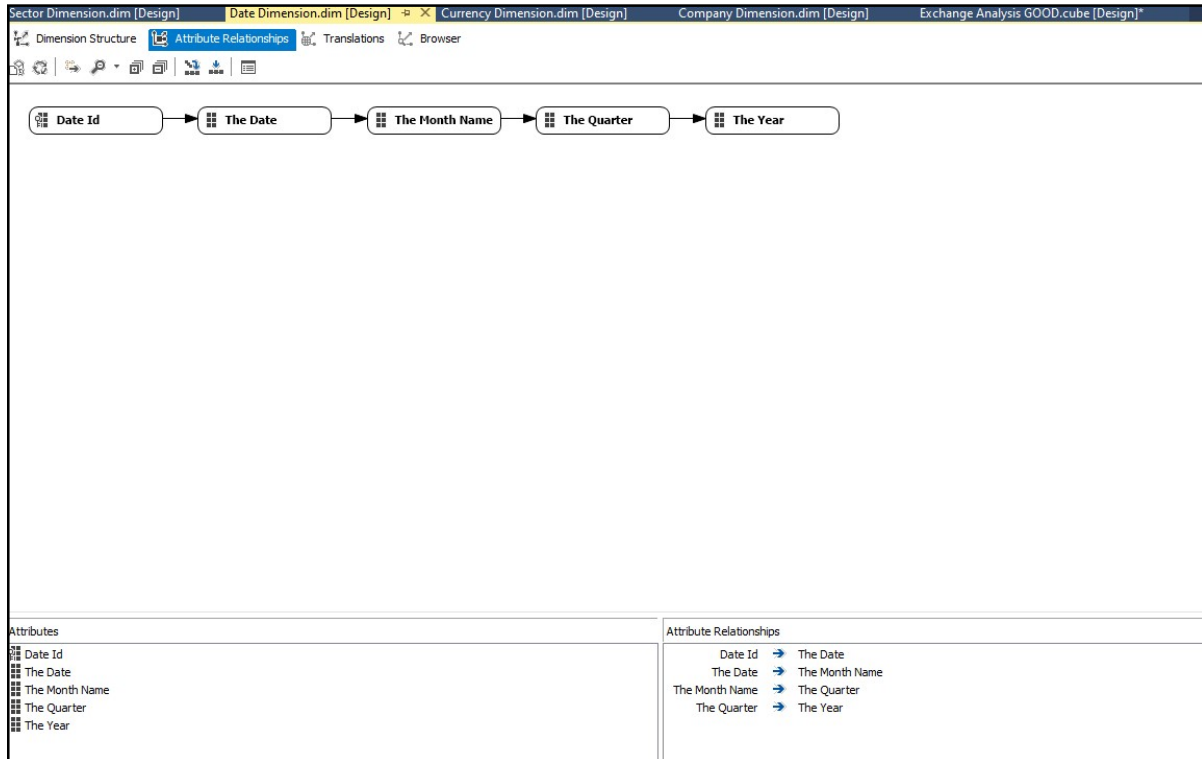 Sector Dimension.dim [Design] Date Dimension.dim [Design] Currency Dimension.dim [Design] Company Dimension.dim [Design] Exchange Analysis GOOD.cube [Design]*
Dimension Structure Attribute Relationships Translations Browser
Date Id The Date The Month Name The Quarter The Year
Attributes
Date Id
The Date
The Month Name
The Quarter
The Year
Attribute Relationships
Date Id The Date
The Date The Month Name
The Month Name The Quarter
The Quarter The Year